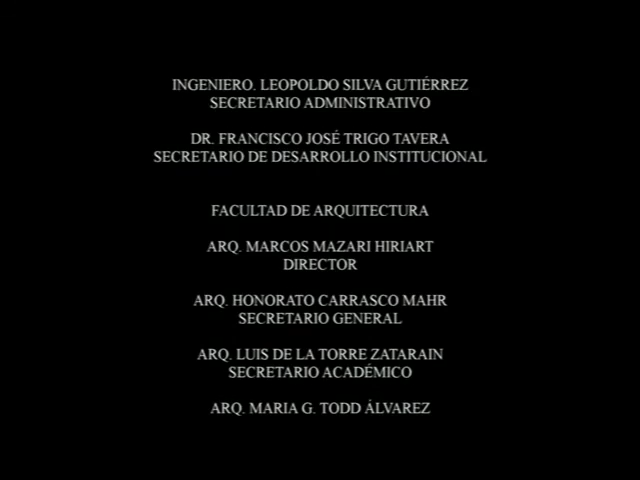 INGENIERO. LEOPOLDO SILVA GUTIÉRREZ
SECRETARIO ADMINISTRATIVO
DR. FRANCISCO JOSÉ TRIGO TAVERA
SECRETARIO DE DESARROLLO INSTITUCIONAL
FACULTAD DE ARQUITECTURA
ARQ. MARCOS MAZARI HIRIART
DIRECTOR
ARQ. HONORATO CARRASCO MAHR
SECRETARIO GENERAL
ARQ. LUIS DE LA TORRE ZATARAIN
SECRETARIO ACADÉMICO
ARQ. MARIA G. TODD ÁLVAREZ